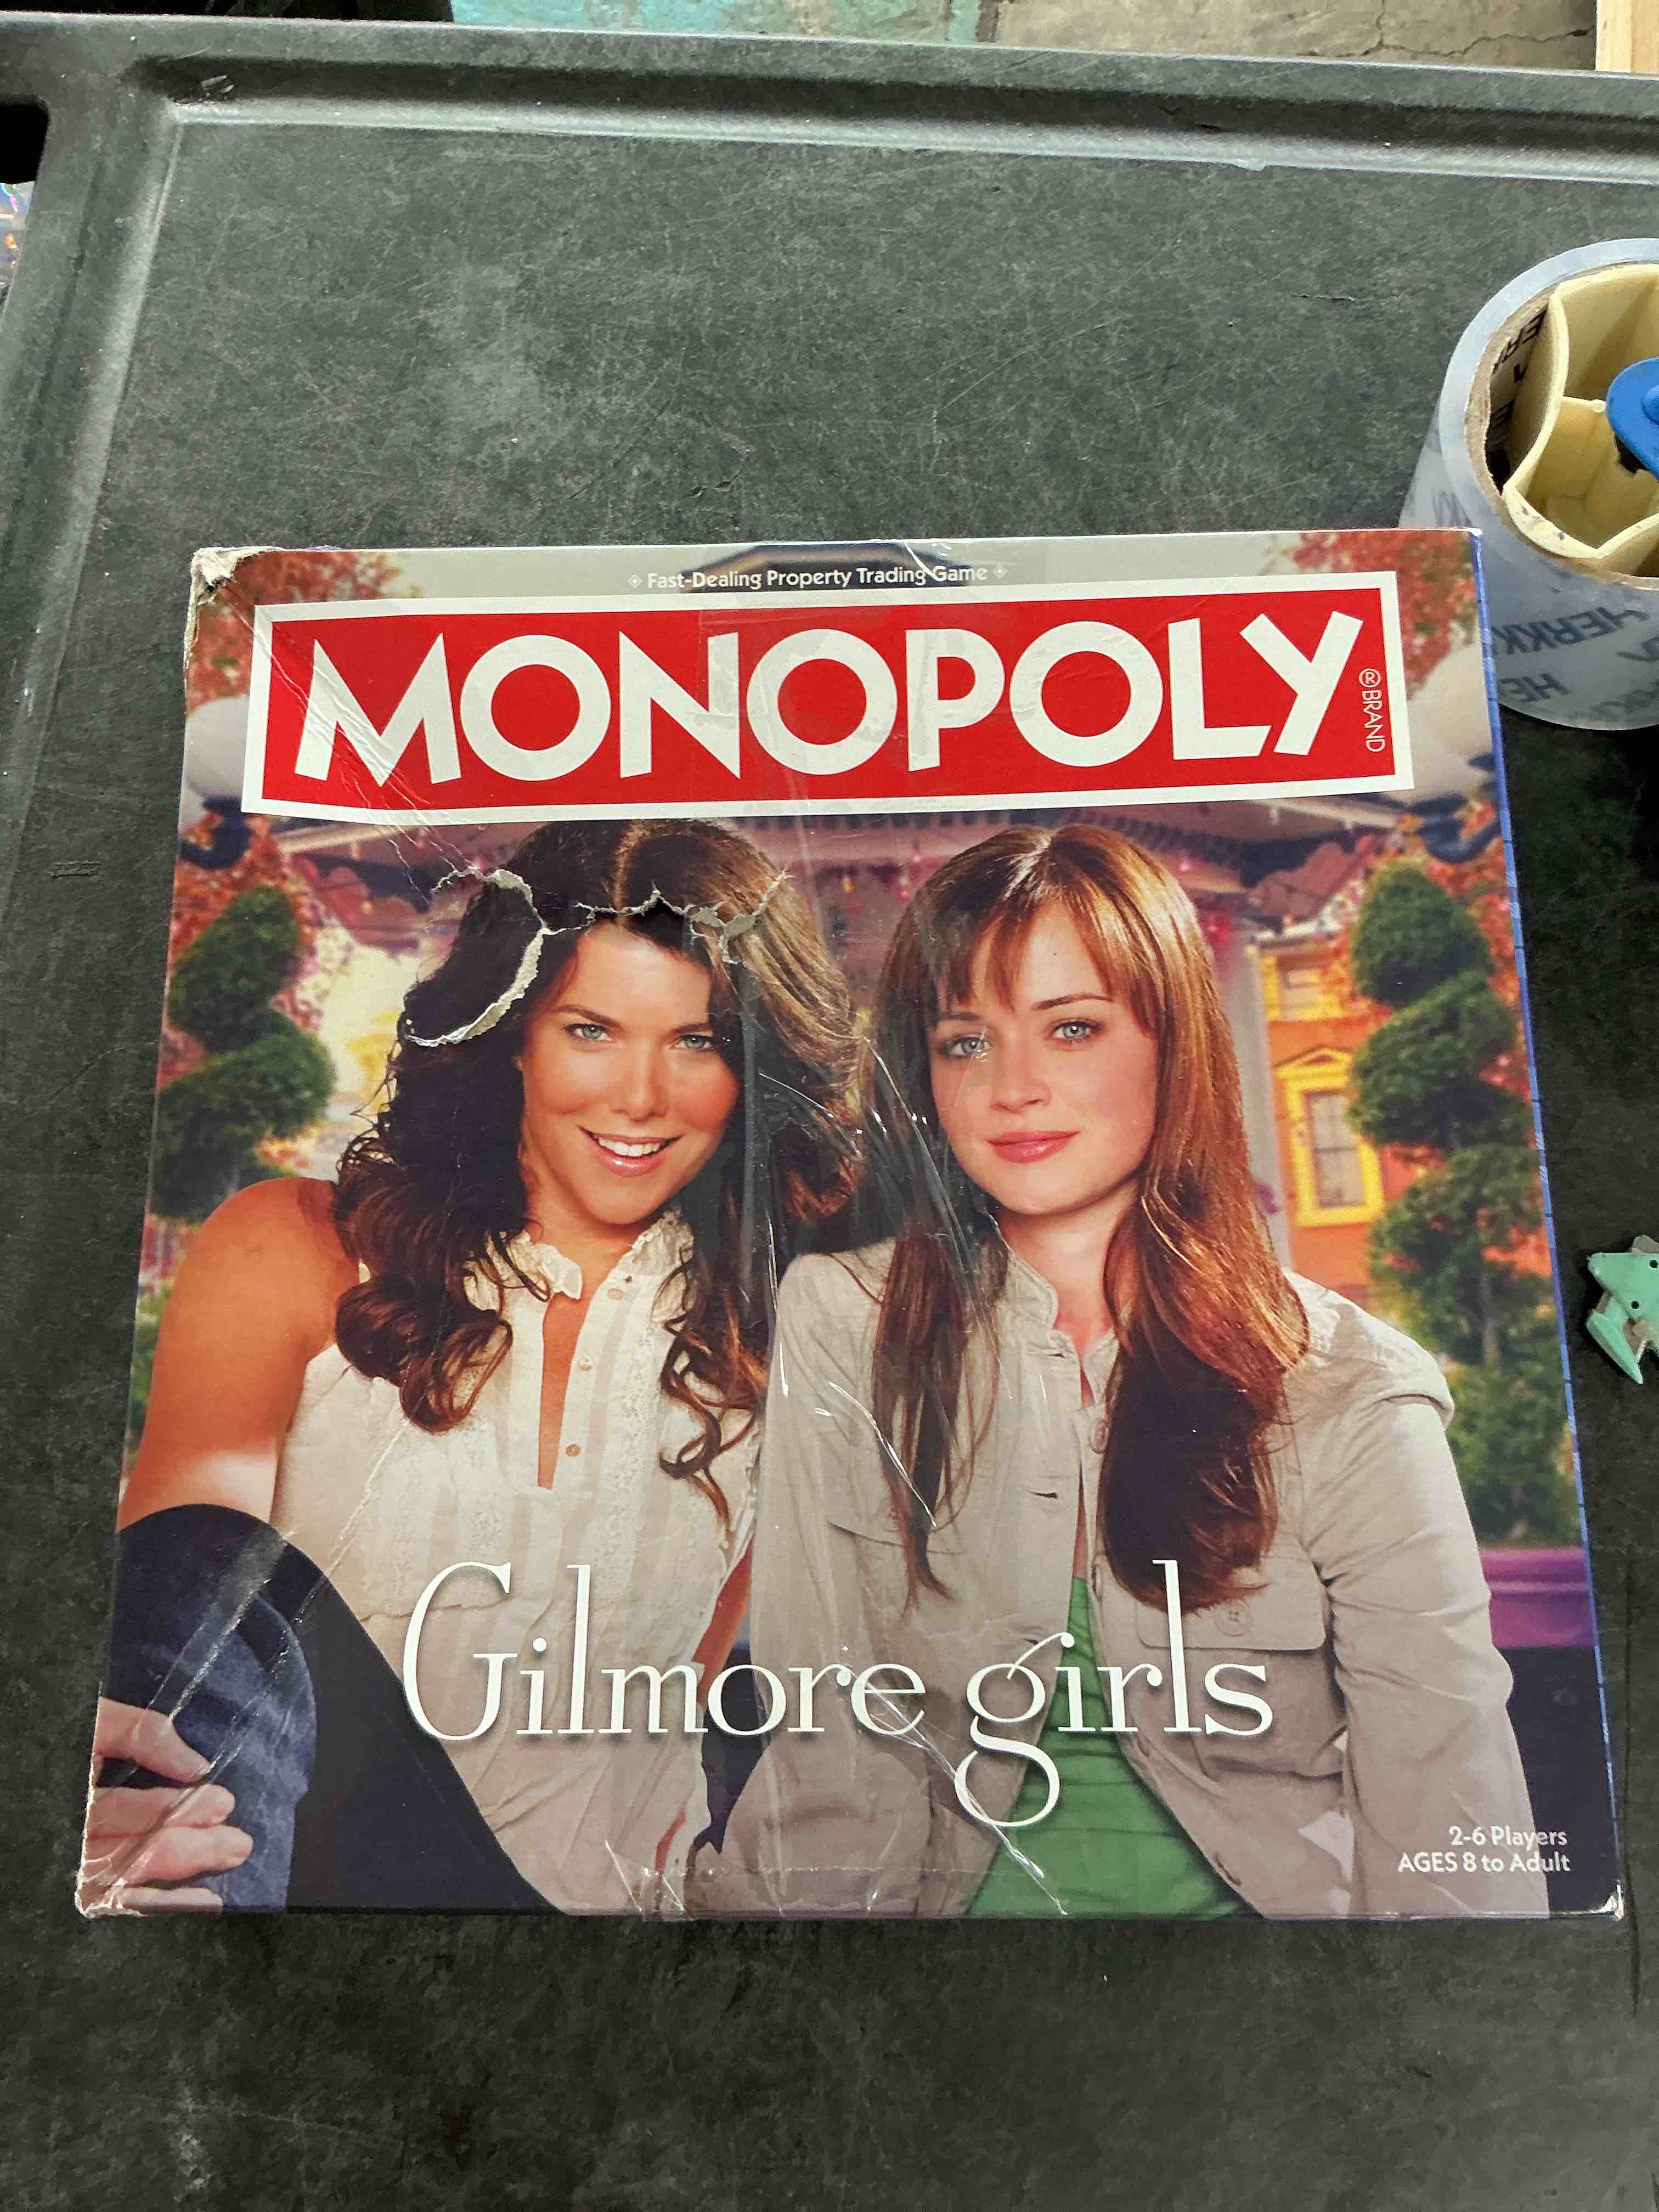 Fast-Dealing Property Trading Game
MONOPOLY
®BRAND
Gilmore girls
2-6 Players
AGES 8 to Adult